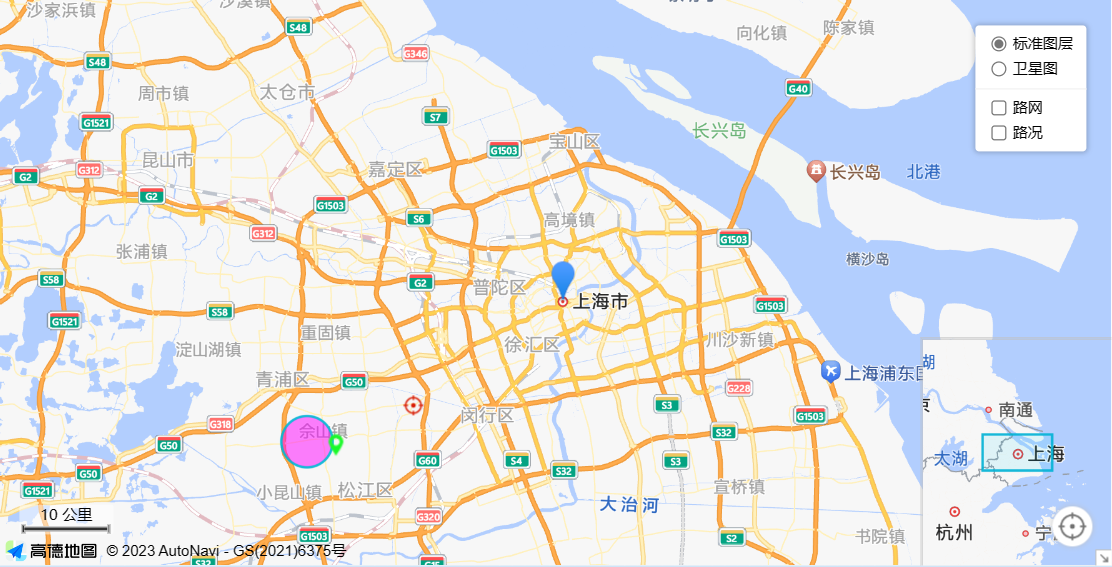 沙家浜镇
沙溪镇
向化镇
陈家镇
标准图层
卫星图
路网
路况
S48
G346
S48
周市镇
太仓市
G40
G1521
S7
长兴岛
宝山区
昆山市
G1503
G312
嘉定区
长兴岛
北港
G2
G2
G1503
S6
高境镇
G312
G1503
张浦镇
横沙岛
S58
G2
普陀区
上海市
G1503
S58
G1521
重固镇
徐汇区
川沙新镇
淀山湖镇
青浦区
G50
上海浦东国
G228
湖
S3
G1503
闵行区
南通
G318
佘山镇
S32
G50
上海
太湖
G60
S4
S32
S3
G50
宣桥镇
G1521
小昆山镇
松江区
大治河
10 公里
G320
杭州
G1503
S2
书院镇
高德地图
© 2023 AutoNavi - GS(2021)6375号
S32
G15